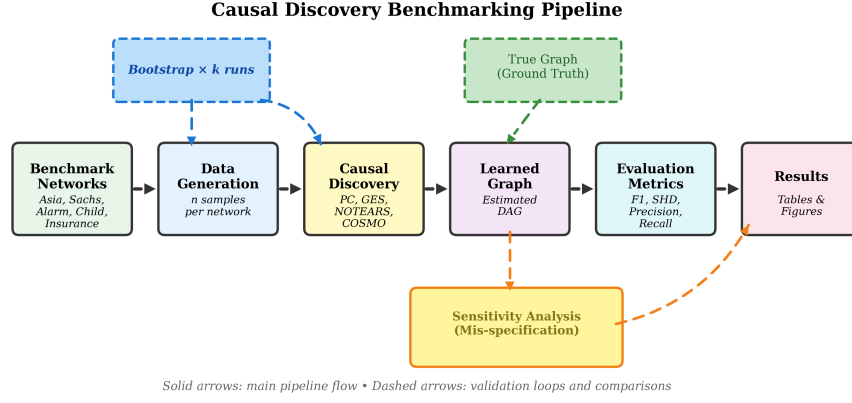 Causal Discovery Benchmarking Pipeline
Bootstrap × k runs
True Graph
(Ground Truth)
Benchmark
Networks
Asia, Sachs,
Alarm, Child,
Insurance
Data
Generation
n samples
per network
Causal
Discovery
PC, GES,
NOTEARS,
COSMO
Learned
Graph
Estimated
DAG
Evaluation
Metrics
F1, SHD,
Precision,
Recall
Results
Tables &
Figures
Sensitivity Analysis
(Mis-specification)
Solid arrows: main pipeline flow • Dashed arrows: validation loops and comparisons